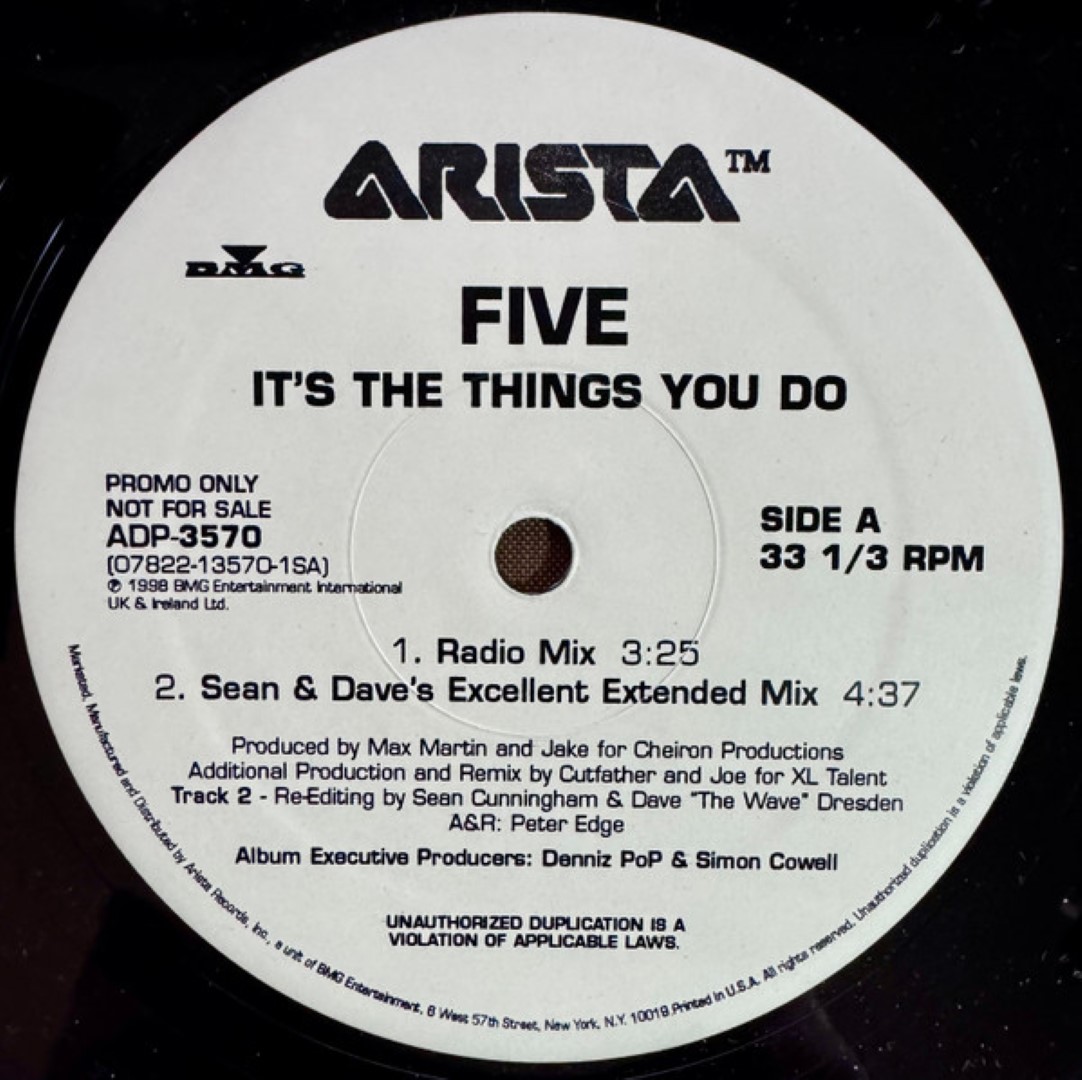 ARISTA™
BMG
FIVE
IT'S THE THINGS YOU DO
PROMO ONLY
NOT FOR SALE
ADP-3570
(07822-13570-1SA)
℗ 1998 BMG Entertainment International
UK & Ireland Ltd.
SIDE A
33 1/3 RPM
1. Radio Mix 3:25
2. Sean & Dave's Excellent Extended Mix 4:37
Produced by Max Martin and Jake for Cheiron Productions
Additional Production and Remix by Cutfather and Joe for XL Talent
Track 2 - Re-Editing by Sean Cunningham & Dave "The Wave" Dresden
A&R: Peter Edge
Album Executive Producers: Denniz PoP & Simon Cowell
UNAUTHORIZED DUPLICATION IS A
VIOLATION OF APPLICABLE LAWS.
Marketed, Manufactured and Distributed by Arista Records, Inc., a unit of BMG Entertainment, 6 West 57th Street, New York, N.Y. 10019 Printed in U.S.A. All rights reserved. Unauthorized duplication is a violation of applicable laws.